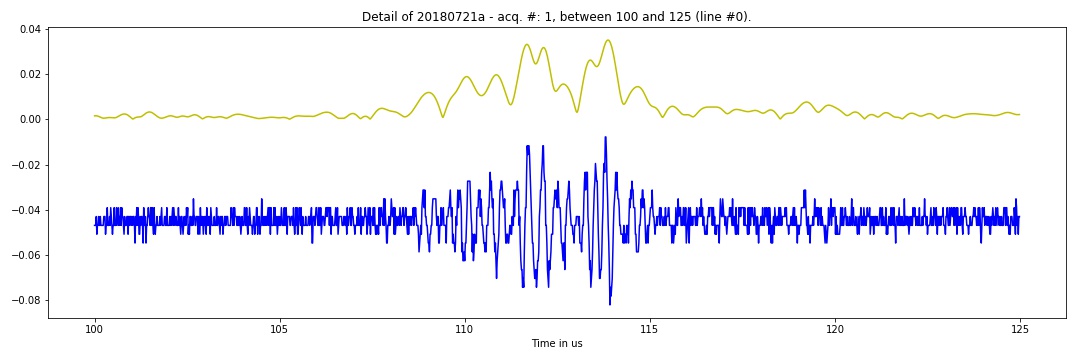 Detail of 20180721a - acq. #: 1, between 100 and 125 (line #0).
0.04
0.02
0.00
−0.02
−0.04
−0.06
−0.08
100 105 110 115 120 125
Time in us